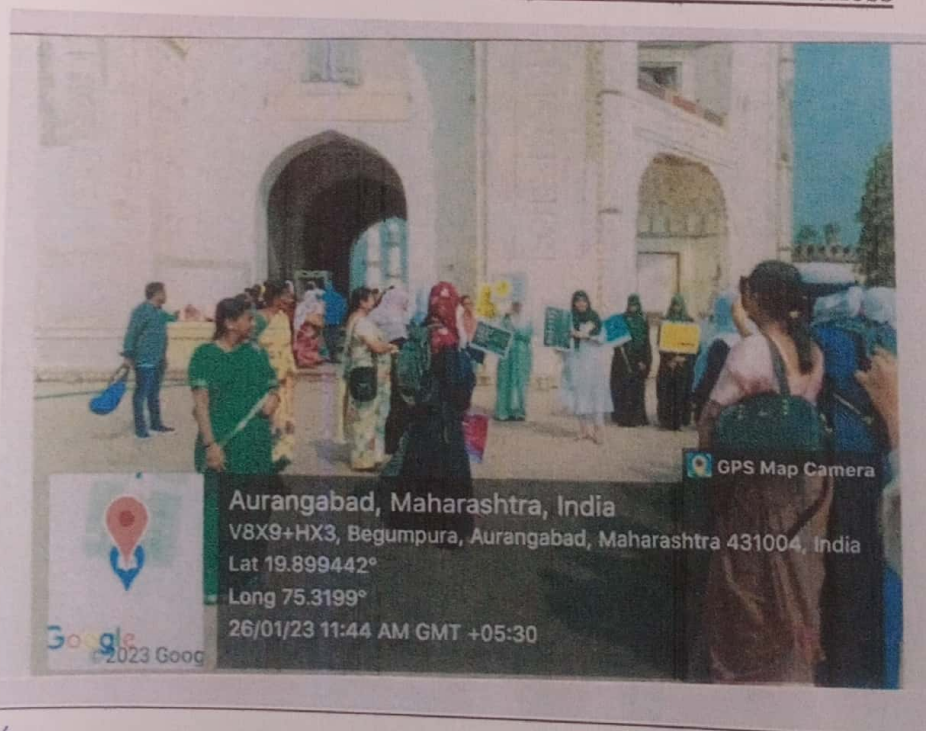 GPS Map Camera
Aurangabad, Maharashtra, India
V8X9+HX3, Begumpura, Aurangabad, Maharashtra 431004, India
Lat 19.899442°
Long 75.3199°
26/01/23 11:44 AM GMT +05:30
Google
©2023 Goog